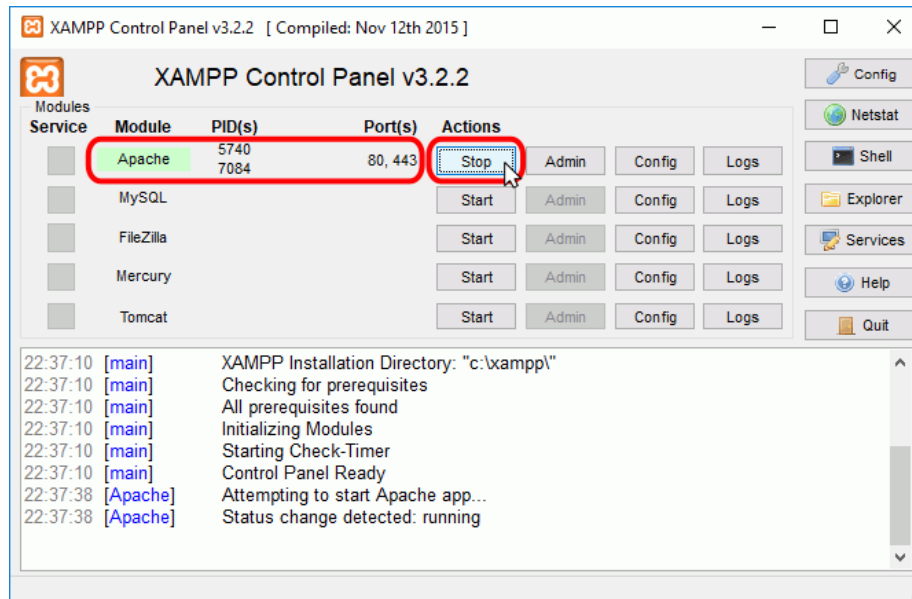 XAMPP Control Panel v3.2.2 [ Compiled: Nov 12th 2015 ]
XAMPP Control Panel v3.2.2
Config
Modules
Service Module PID(s) Port(s) Actions
Netstat
Apache 5740 80, 443 Stop Admin Config Logs
7084
Shell
MySQL Start Admin Config Logs
Explorer
FileZilla Start Admin Config Logs
Services
Mercury Start Admin Config Logs
Help
Tomcat Start Admin Config Logs
Quit
22:37:10 [main] XAMPP Installation Directory: "c:\xampp\"
22:37:10 [main] Checking for prerequisites
22:37:10 [main] All prerequisites found
22:37:10 [main] Initializing Modules
22:37:10 [main] Starting Check-Timer
22:37:10 [main] Control Panel Ready
22:37:38 [Apache] Attempting to start Apache app...
22:37:38 [Apache] Status change detected: running